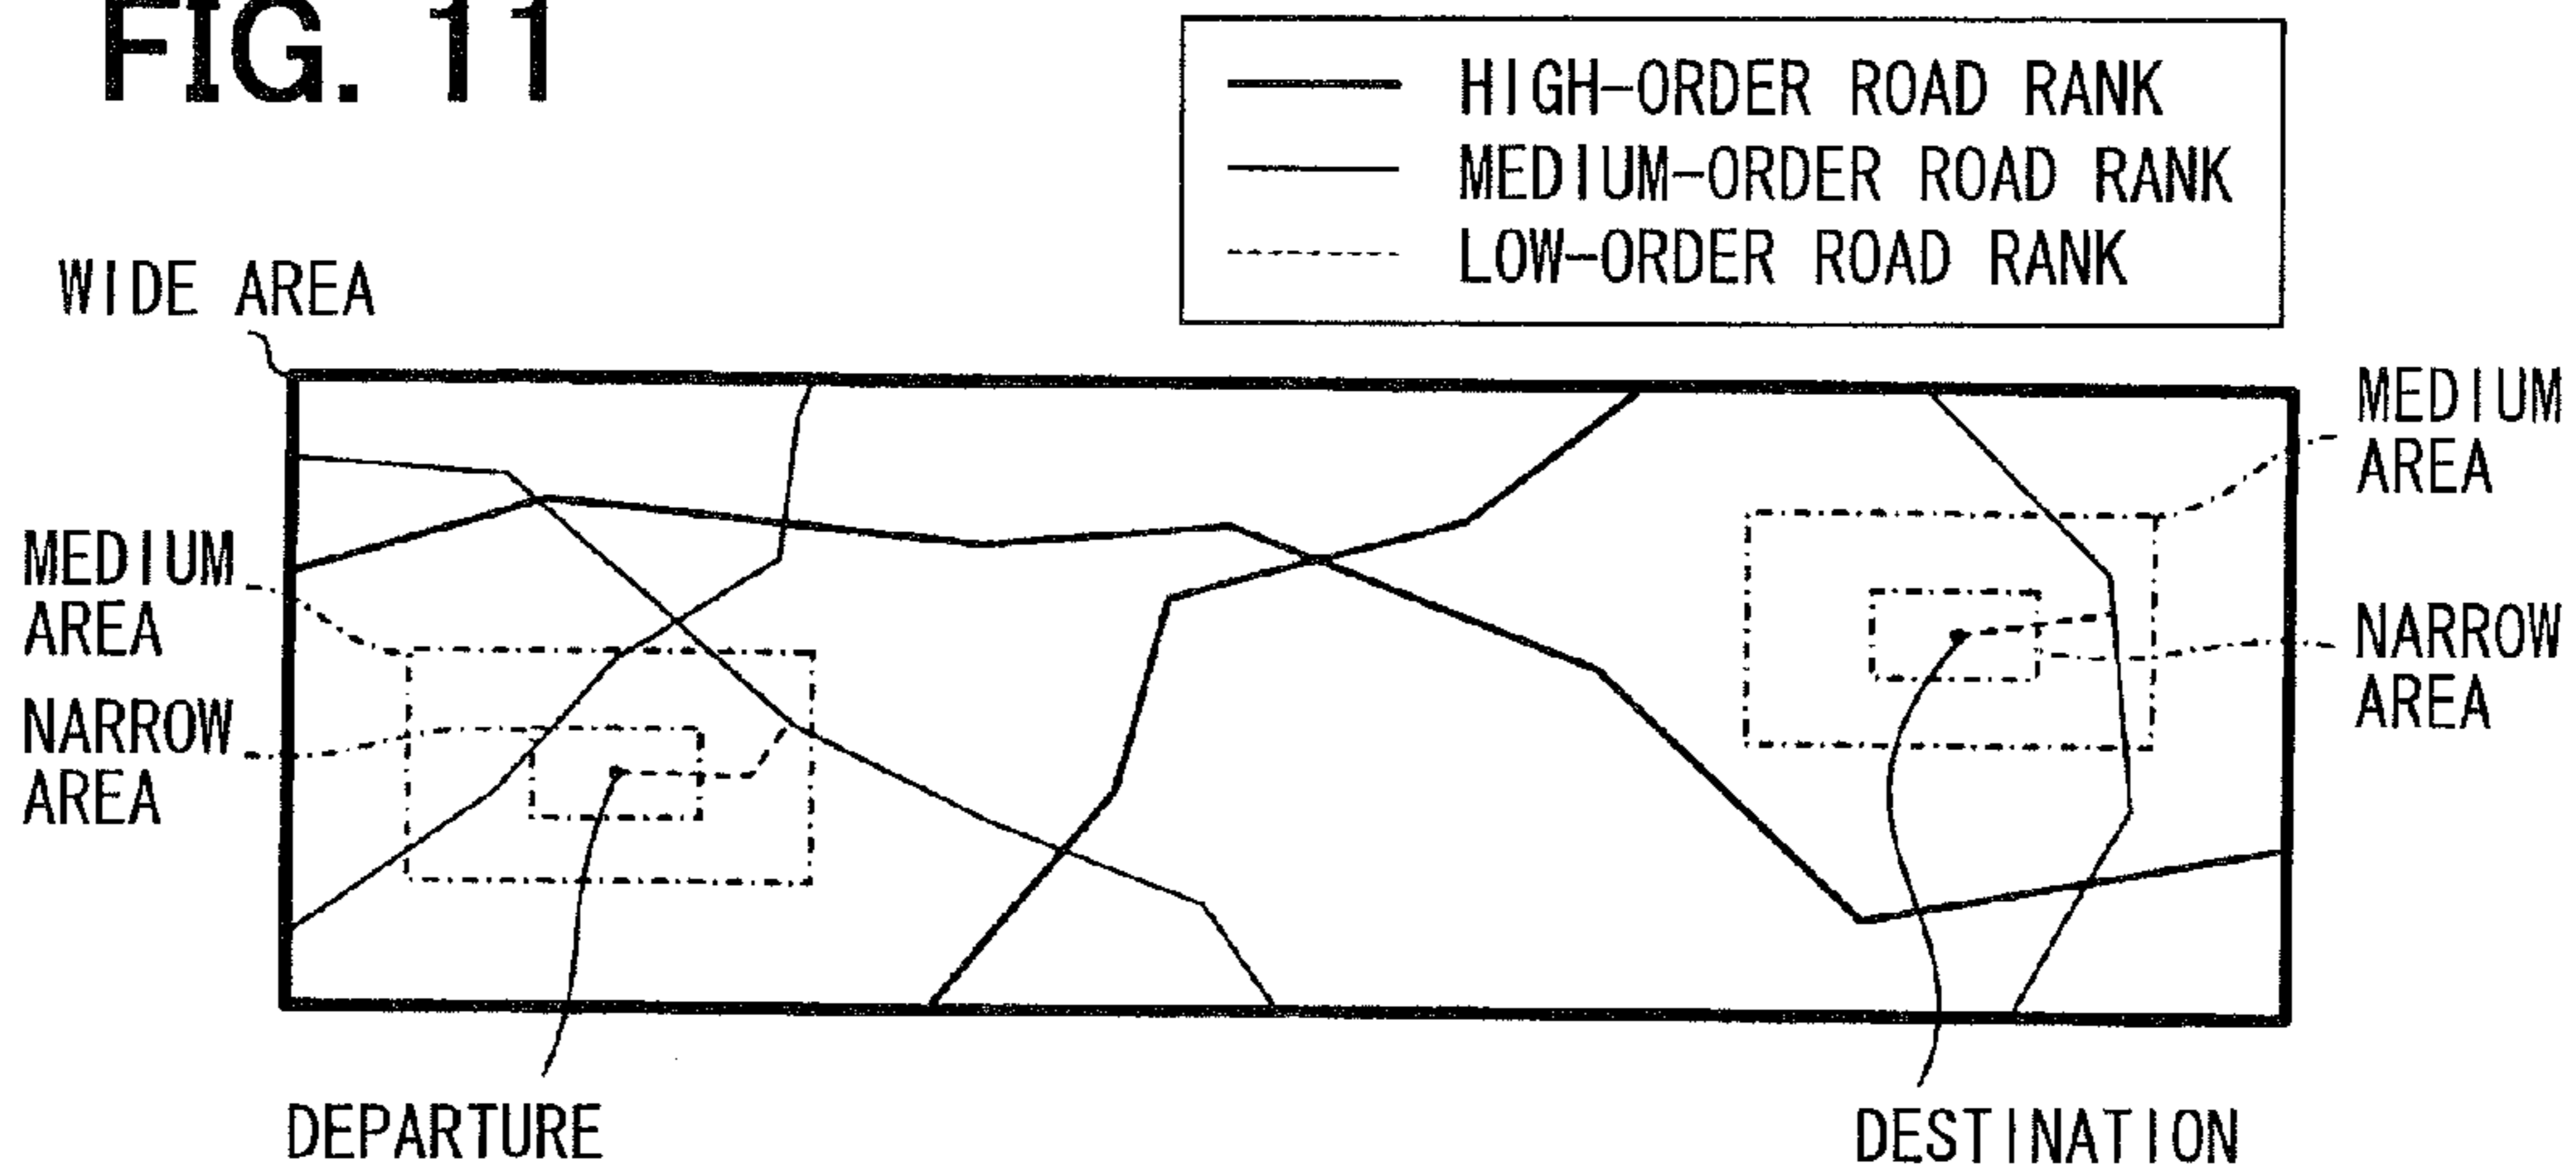 FIG. 11
HIGH-ORDER ROAD RANK
MEDIUM-ORDER ROAD RANK
LOW-ORDER ROAD RANK
WIDE AREA
MEDIUM
AREA
NARROW
AREA
MEDIUM
AREA
NARROW
AREA
DEPARTURE
DESTINATION